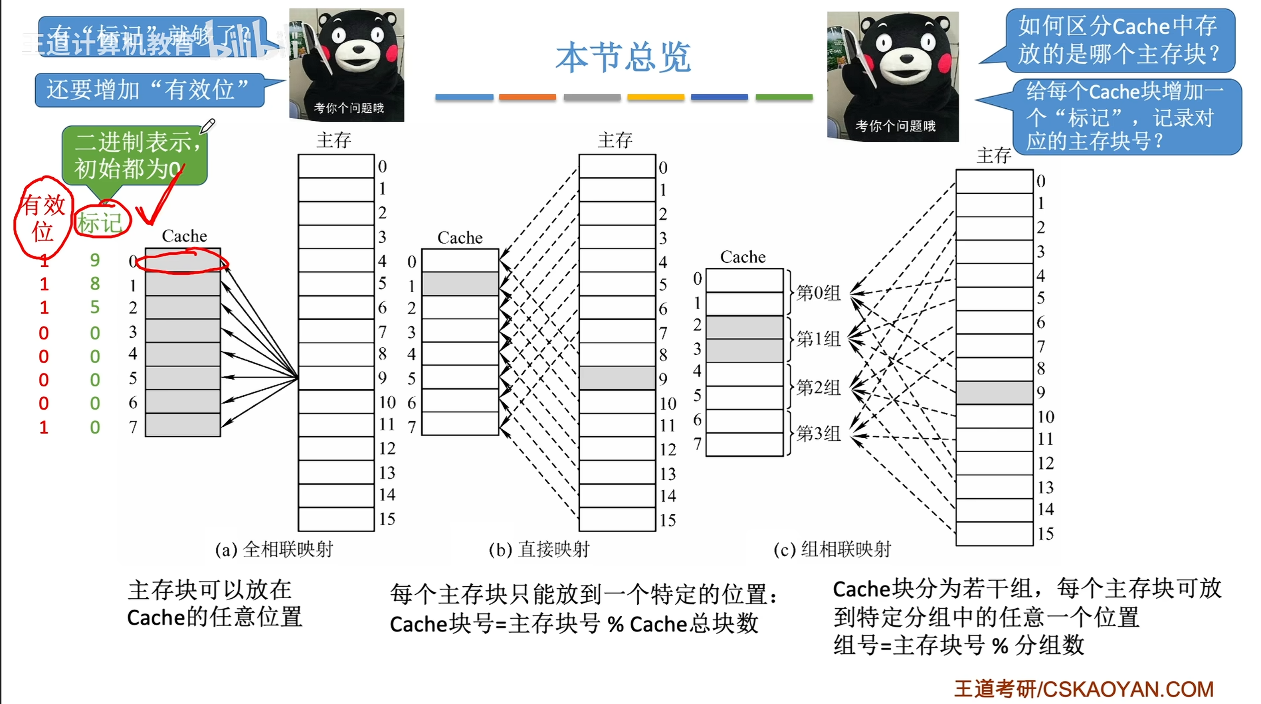 有“标记”就够了？
王道计算机教育 bilibili
还要增加“有效位”
考你个问题哦
本节总览
考你个问题哦
如何区分Cache中存
放的是哪个主存块？
给每个Cache块增加一
个“标记”，记录对
应的主存块号？
二进制表示，
初始都为0
有效
位
标记
1 9
1 8
1 5
0 0
0 0
0 0
0 0
1 0
Cache
0
1
2
3
4
5
6
7
主存
0
1
2
3
4
5
6
7
8
9
10
11
12
13
14
15
(a) 全相联映射
主存块可以放在
Cache的任意位置
Cache
0
1
2
3
4
5
6
7
主存
0
1
2
3
4
5
6
7
8
9
10
11
12
13
14
15
(b) 直接映射
每个主存块只能放到一个特定的位置：
Cache块号=主存块号 % Cache总块数
Cache
0
1
2
3
4
5
6
7
第0组
第1组
第2组
第3组
主存
0
1
2
3
4
5
6
7
8
9
10
11
12
13
14
15
(c) 组相联映射
Cache块分为若干组，每个主存块可放
到特定分组中的任意一个位置
组号=主存块号 % 分组数
王道考研/CSKAOYAN.COM